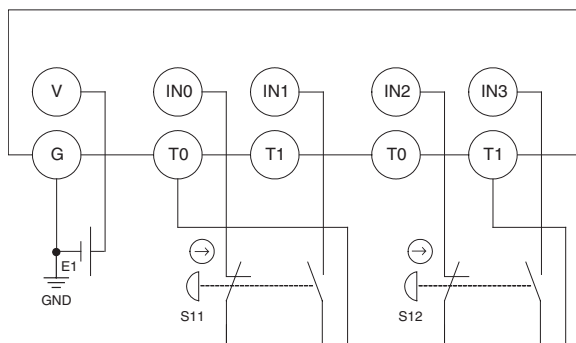 V IN0 IN1 IN2 IN3
G T0 T1 T0 T1
E1
GND
S11 S12